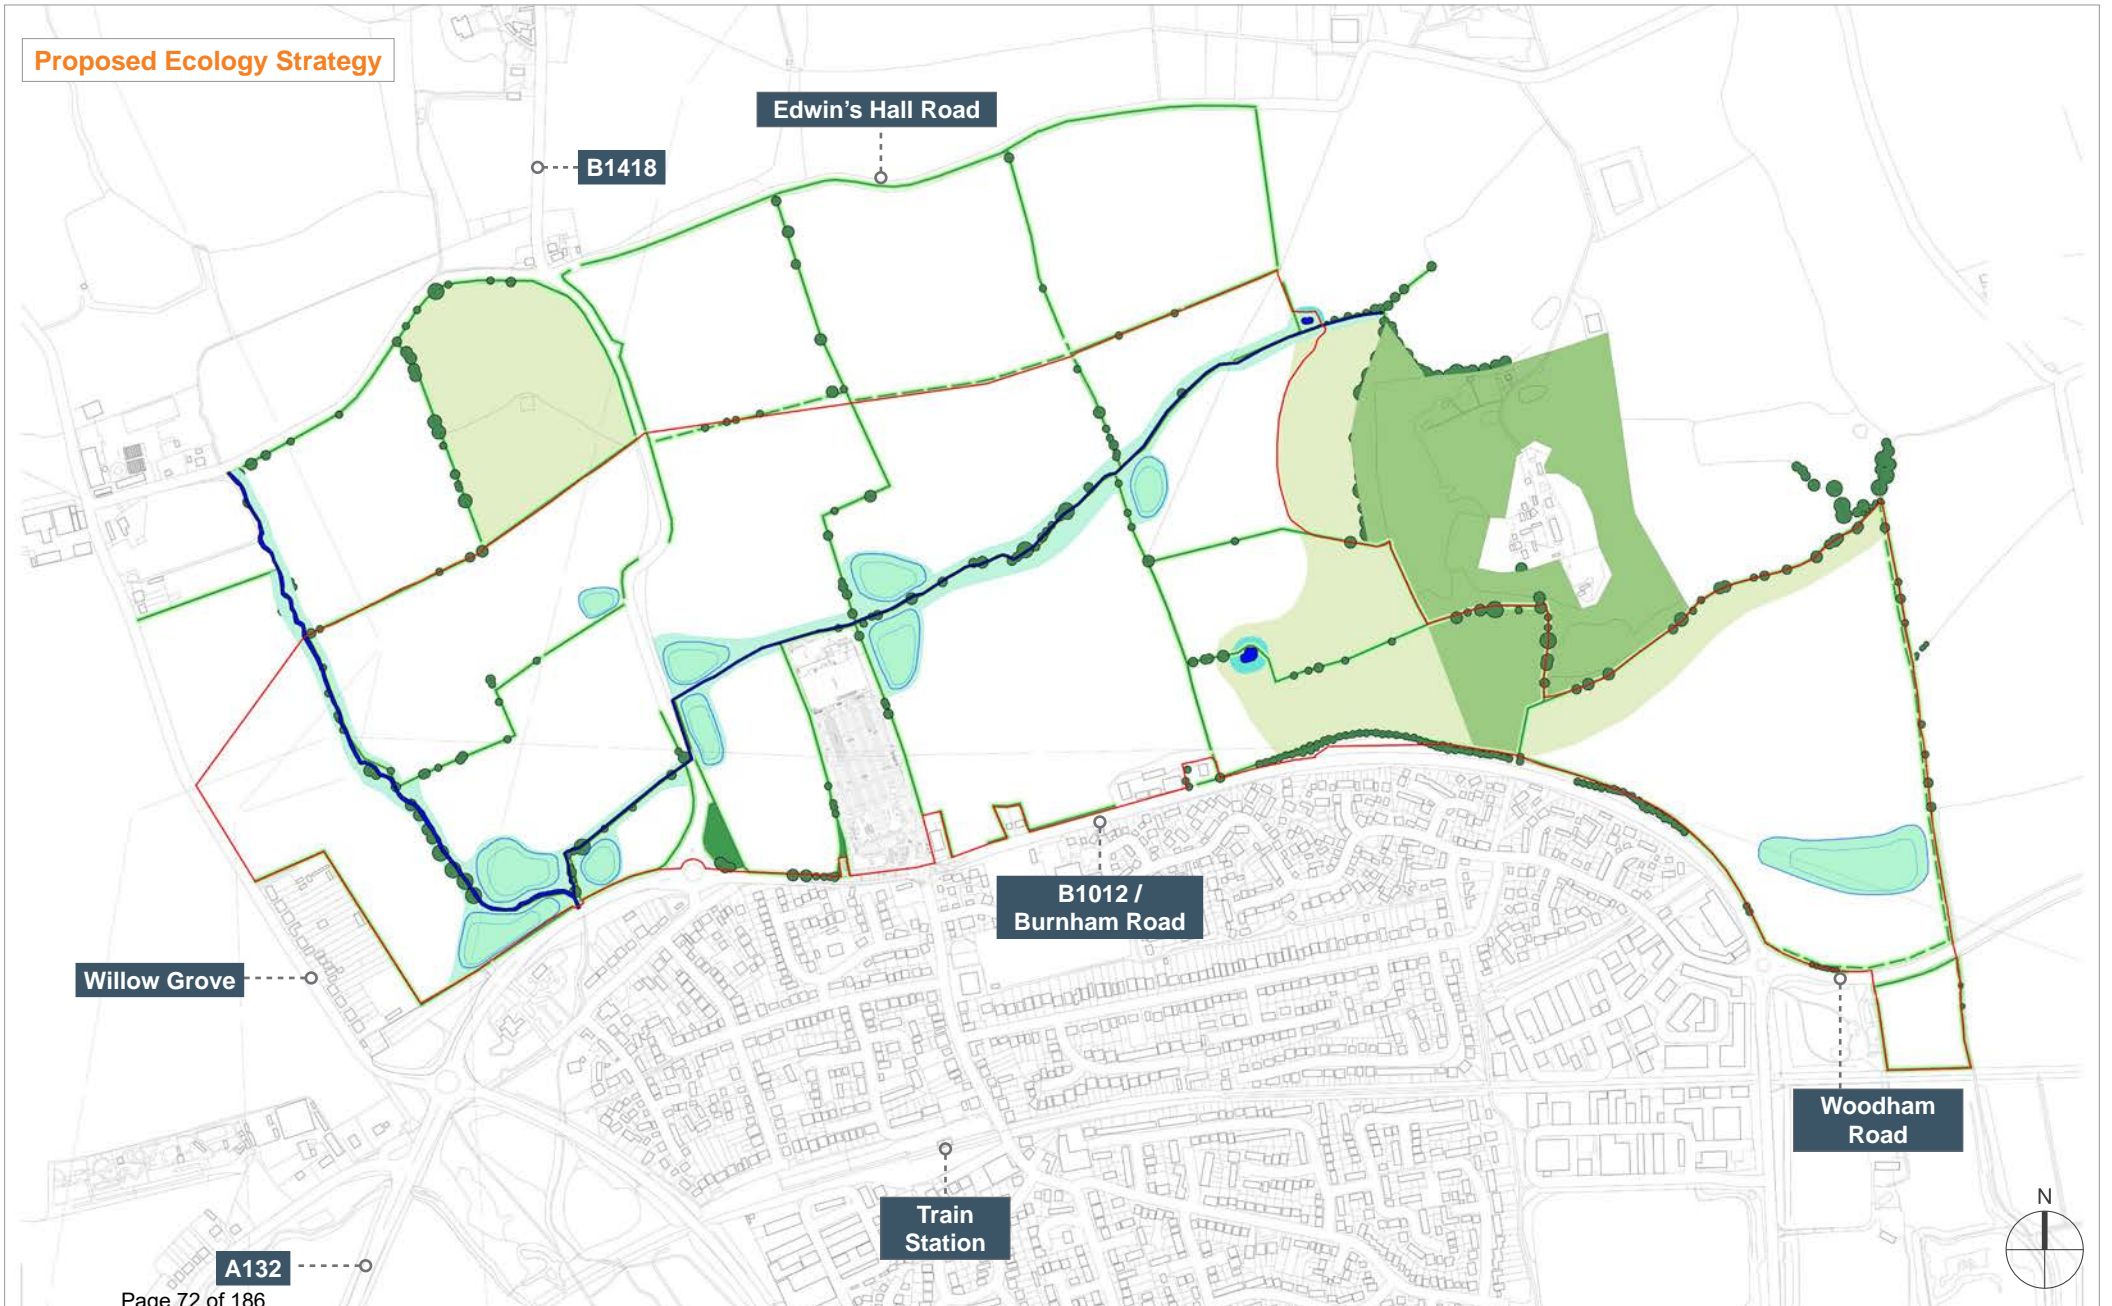 Proposed Ecology Strategy
Edwin's Hall Road
B1418
B1012 /
Burnham Road
Willow Grove
Woodham
Road
Train
Station
N
A132
Page 72 of 186